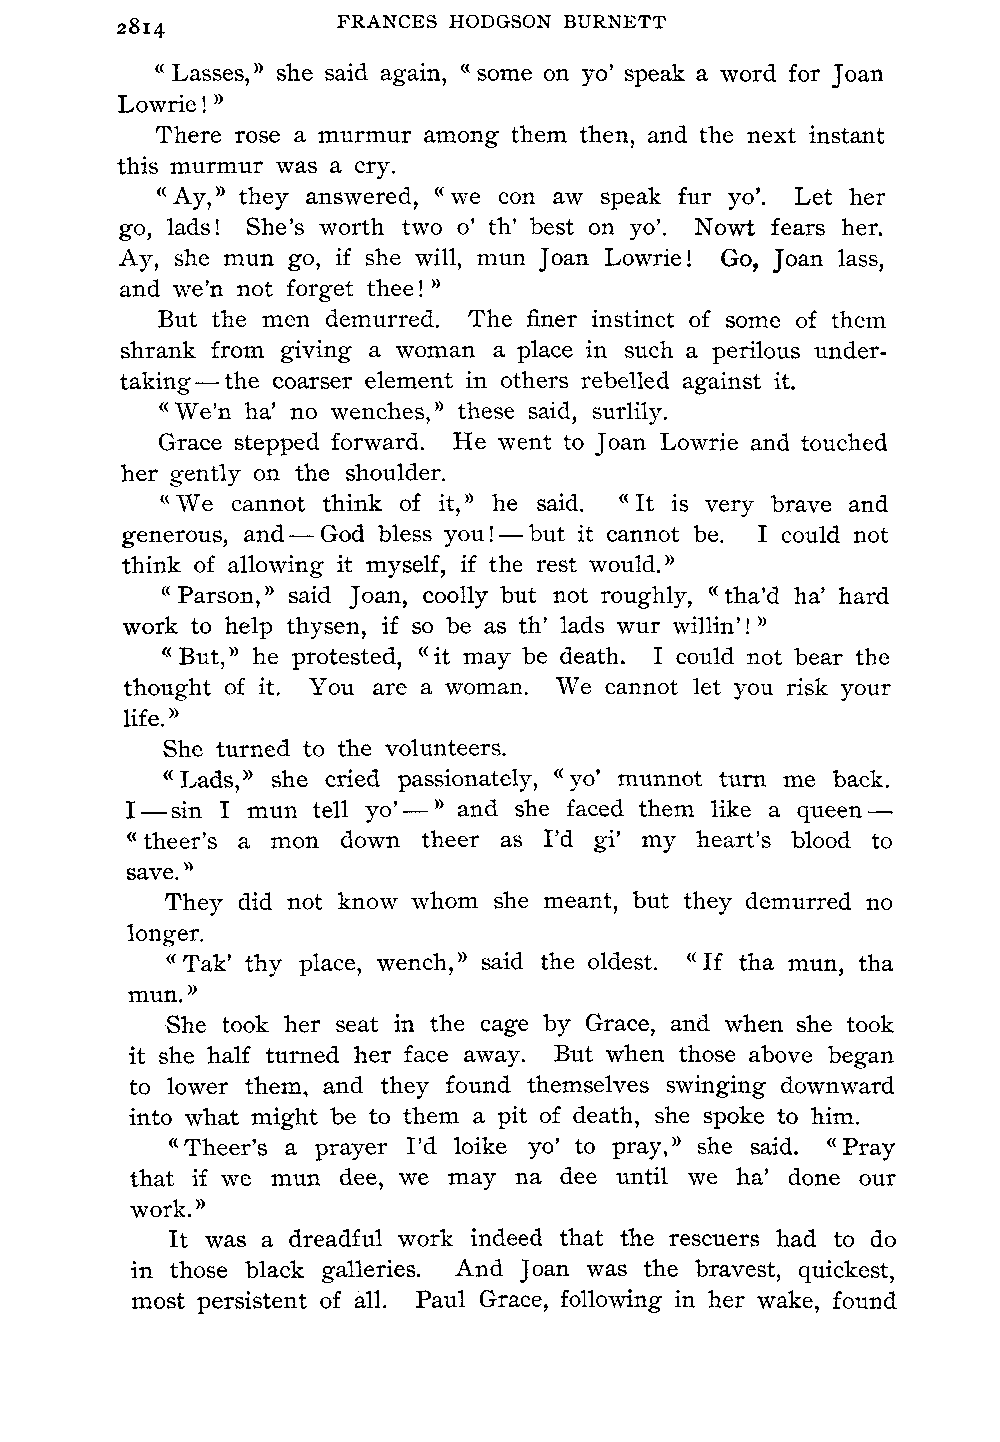 2814
FRANCES HODGSON BURNETT
"Lasses," she said again, "some on yo' speak a word for Joan
Lowrie!"
There rose a murmur among them then, and the next instant
this murmur was a cry.
"Ay," they answered, "we con aw speak fur yo'. Let her
go, lads! She's worth two o' th' best on yo'. Nowt fears her.
Ay, she mun go, if she will, mun Joan Lowrie! Go, Joan lass,
and we'n not forget thee!"
But the men demurred. The finer instinct of some of them
shrank from giving a woman a place in such a perilous under-
taking—the coarser element in others rebelled against it.
"We'n ha' no wenches," these said, surlily.
Grace stepped forward. He went to Joan Lowrie and touched
her gently on the shoulder.
"We cannot think of it," he said. "It is very brave and
generous, and—God bless you!—but it cannot be. I could not
think of allowing it myself, if the rest would."
"Parson," said Joan, coolly but not roughly, "tha'd ha' hard
work to help thysen, if so be as th' lads wur willin'!"
"But," he protested, "it may be death. I could not bear the
thought of it. You are a woman. We cannot let you risk your
life."
She turned to the volunteers.
"Lads," she cried passionately, "yo' munnot turn me back.
I—sin I mun tell yo'—" and she faced them like a queen—
"theer's a mon down theer as I'd gi' my heart's blood to
save."
They did not know whom she meant, but they demurred no
longer.
"Tak' thy place, wench," said the oldest. "If tha mun, tha
mun."
She took her seat in the cage by Grace, and when she took
it she half turned her face away. But when those above began
to lower them, and they found themselves swinging downward
into what might be to them a pit of death, she spoke to him.
"Theer's a prayer I'd loike yo' to pray," she said. "Pray
that if we mun dee, we may na dee until we ha' done our
work."
It was a dreadful work indeed that the rescuers had to do
in those black galleries. And Joan was the bravest, quickest,
most persistent of all. Paul Grace, following in her wake, found